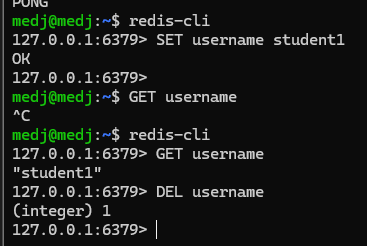 PONG
medj@medj:~$ redis-cli
127.0.0.1:6379> SET username student1
OK
127.0.0.1:6379>
medj@medj:~$ GET username
^C
medj@medj:~$ redis-cli
127.0.0.1:6379> GET username
"student1"
127.0.0.1:6379> DEL username
(integer) 1
127.0.0.1:6379>